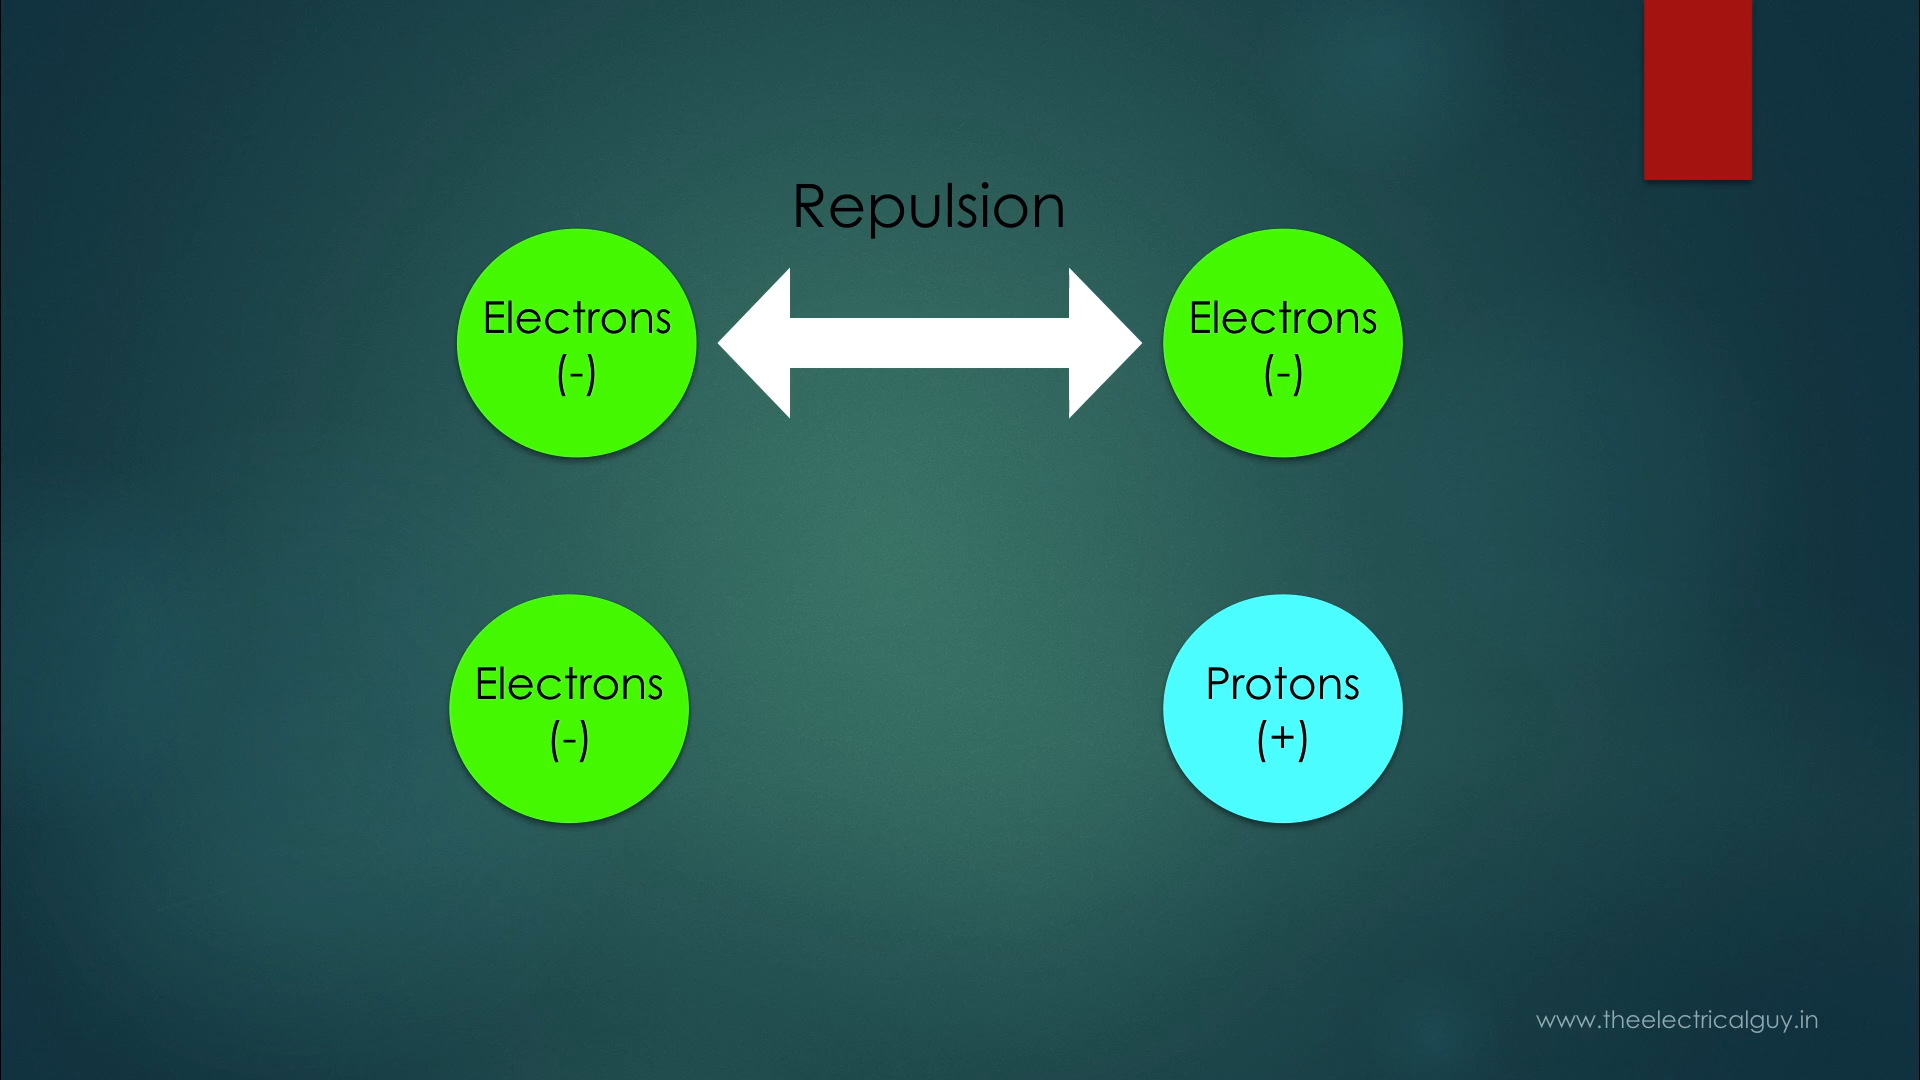 Repulsion
Electrons
(-)
Electrons
(-)
Electrons
(-)
Protons
(+)
www.theelectricalguy.in